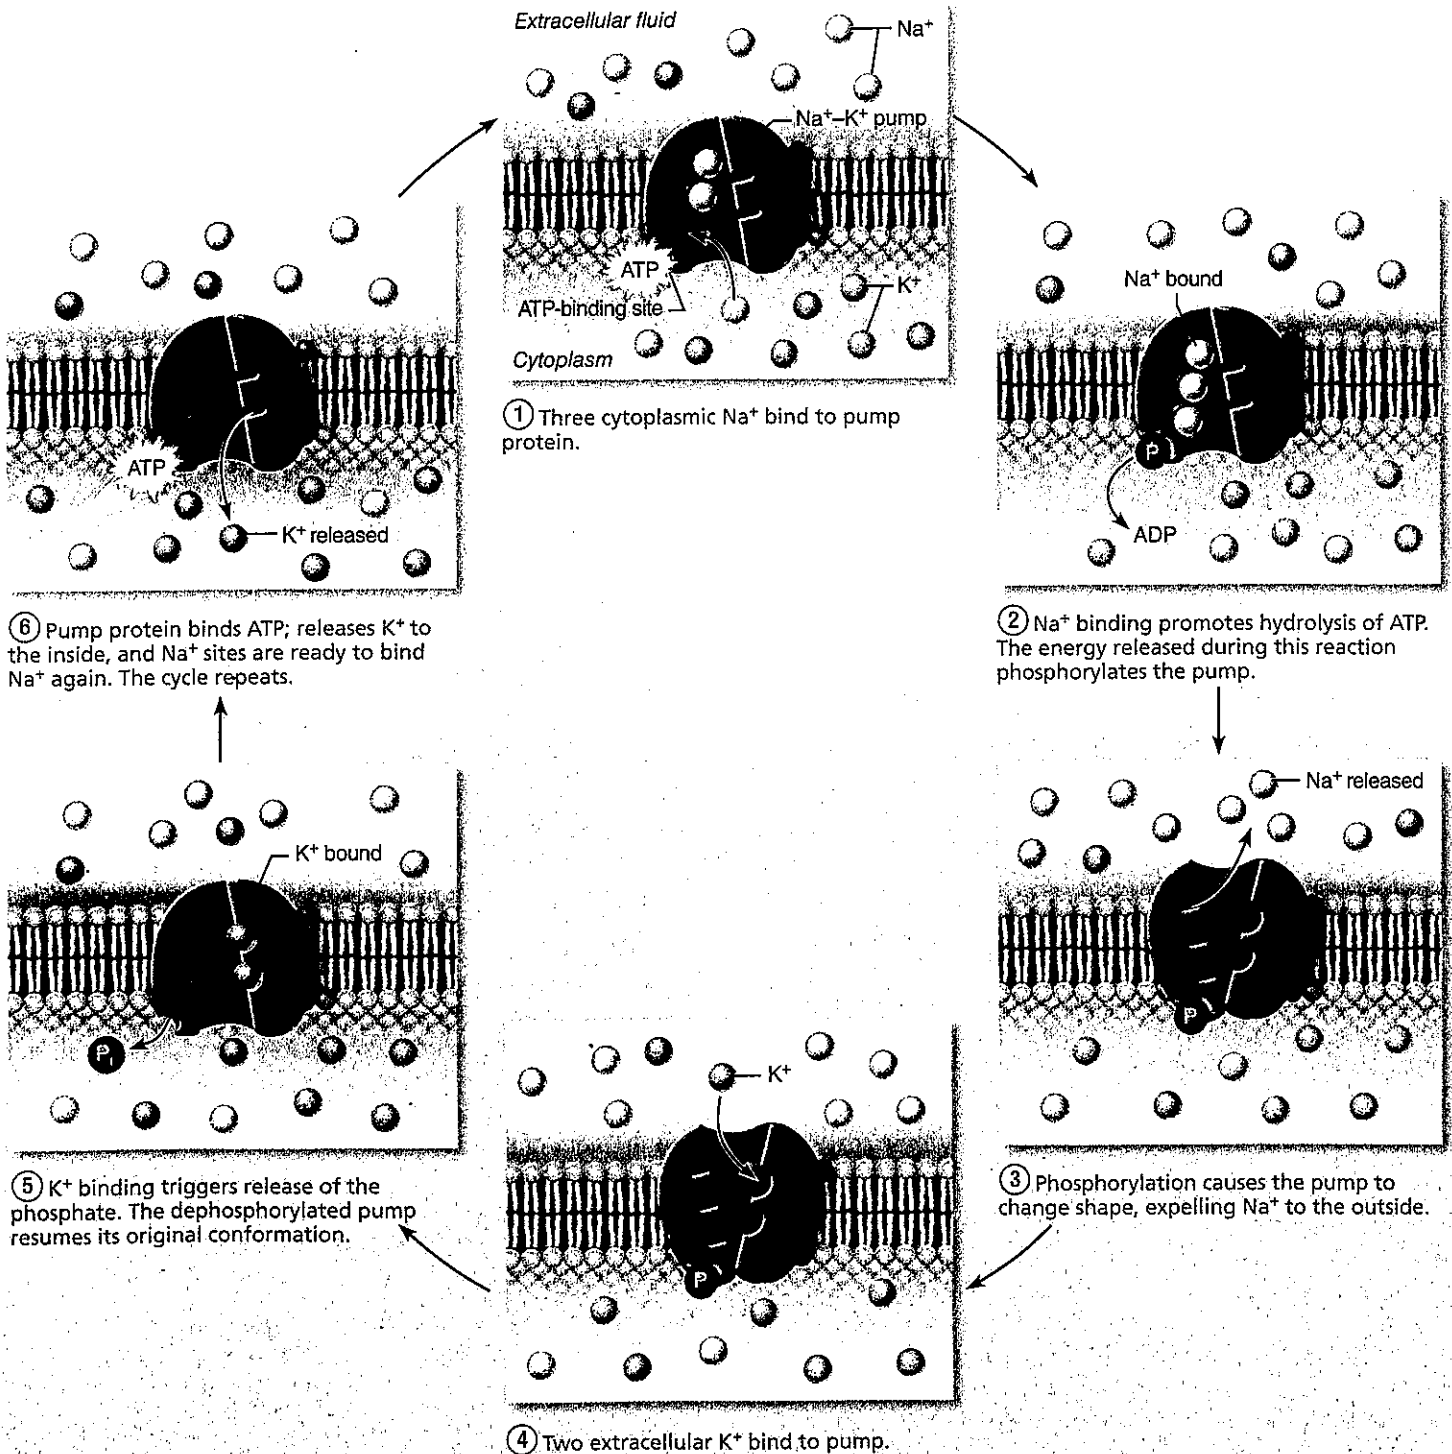 Extracellular fluid
Na⁺
Na⁺–K⁺ pump
ATP
K⁺
ATP-binding site
Cytoplasm
① Three cytoplasmic Na⁺ bind to pump
protein.
Na⁺ bound
P
ADP
② Na⁺ binding promotes hydrolysis of ATP.
The energy released during this reaction
phosphorylates the pump.
Na⁺ released
P
③ Phosphorylation causes the pump to
change shape, expelling Na⁺ to the outside.
K⁺
P
④ Two extracellular K⁺ bind to pump.
K⁺ bound
Pᵢ
⑤ K⁺ binding triggers release of the
phosphate. The dephosphorylated pump
resumes its original conformation.
ATP
K⁺ released
⑥ Pump protein binds ATP; releases K⁺ to
the inside, and Na⁺ sites are ready to bind
Na⁺ again. The cycle repeats.